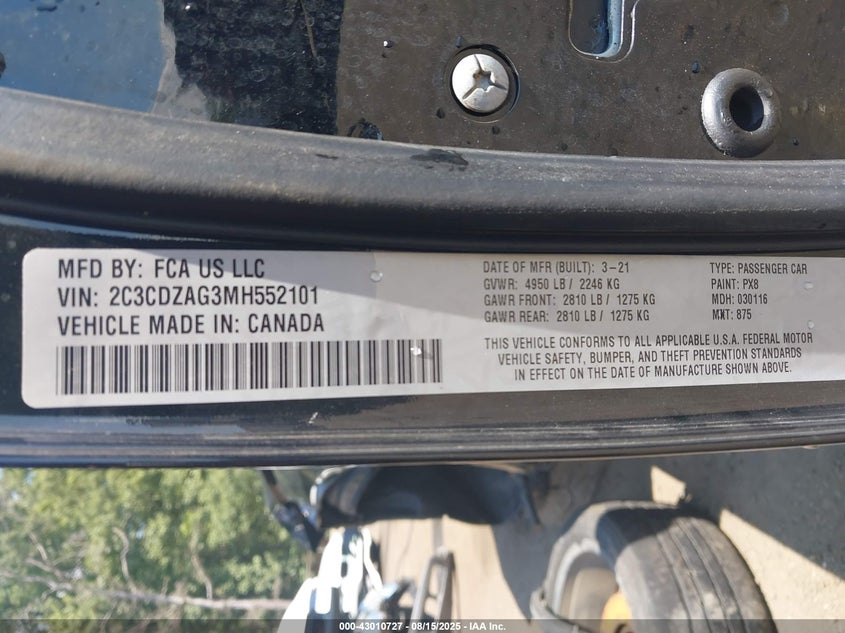 MFD BY: FCA US LLC
VIN: 2C3CDZAG3MH552101
VEHICLE MADE IN: CANADA
DATE OF MFR (BUILT): 3-21
GVWR: 4950 LB / 2246 KG
GAWR FRONT: 2810 LB / 1275 KG
GAWR REAR: 2810 LB / 1275 KG
TYPE: PASSENGER CAR
PAINT: PX8
MDH: 030116
MXT: 875
THIS VEHICLE CONFORMS TO ALL APPLICABLE U.S.A. FEDERAL MOTOR
VEHICLE SAFETY, BUMPER, AND THEFT PREVENTION STANDARDS
IN EFFECT ON THE DATE OF MANUFACTURE SHOWN ABOVE.
000-43010727 - 08/15/2025 - IAA Inc.